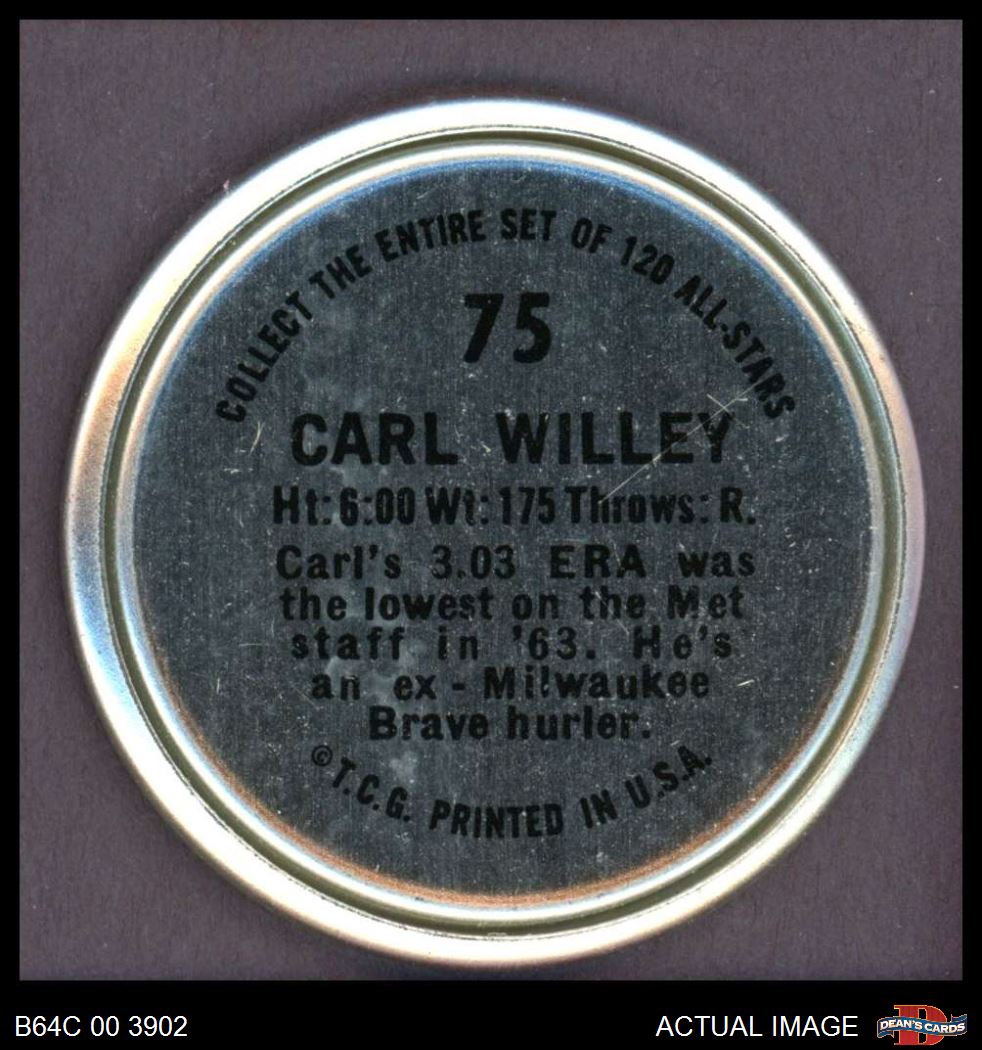 COLLECT THE ENTIRE SET OF 120 ALL-STARS
75
CARL WILLEY
Ht:6:00 Wt:175 Throws: R.
Carl's 3.03 ERA was
the lowest on the Met
staff in '63. He's
an ex-Milwaukee
Brave hurler.
© T.C.G. PRINTED IN U.S.A.
B64C 00 3902
ACTUAL IMAGE
DEAN'S CARDS